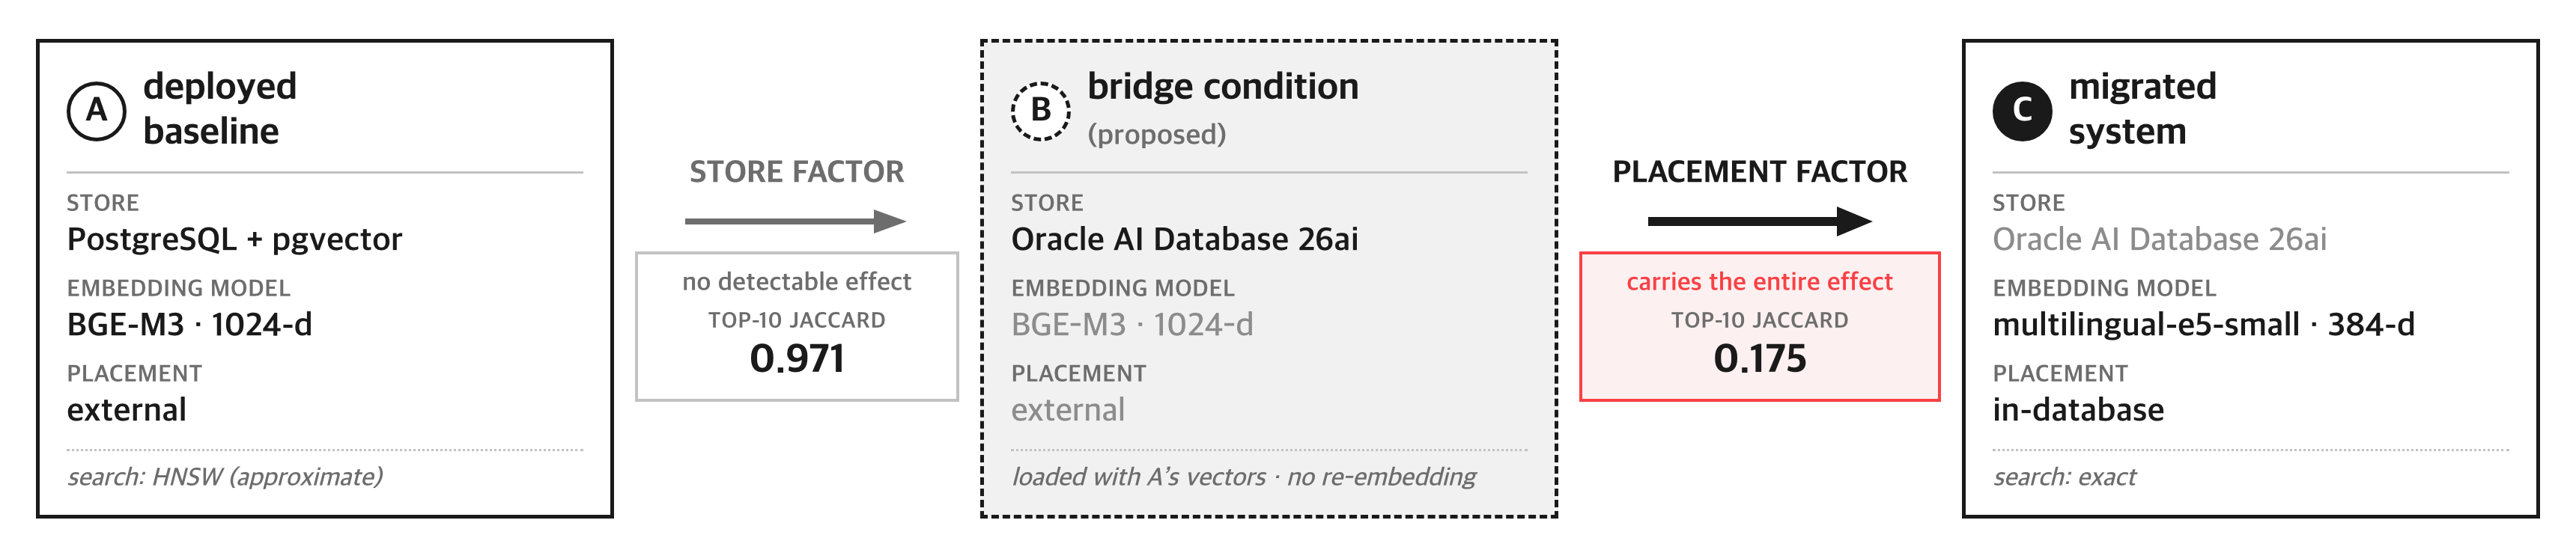 A
deployed
baseline
STORE
PostgreSQL + pgvector
EMBEDDING MODEL
BGE-M3 · 1024-d
PLACEMENT
external
search: HNSW (approximate)
STORE FACTOR
no detectable effect
TOP-10 JACCARD
0.971
B
bridge condition
(proposed)
STORE
Oracle AI Database 26ai
EMBEDDING MODEL
BGE-M3 · 1024-d
PLACEMENT
external
loaded with A’s vectors · no re-embedding
PLACEMENT FACTOR
carries the entire effect
TOP-10 JACCARD
0.175
C
migrated
system
STORE
Oracle AI Database 26ai
EMBEDDING MODEL
multilingual-e5-small · 384-d
PLACEMENT
in-database
search: exact